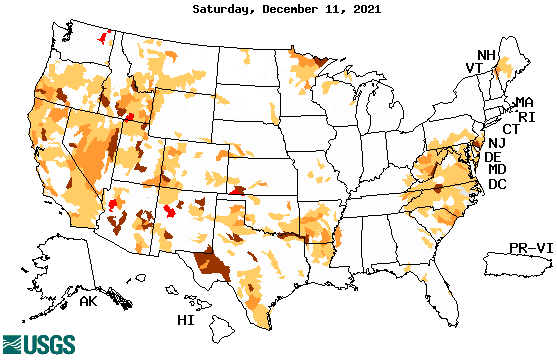 Saturday, December 11, 2021
NH
VT
MA
RI
CT
NJ
DE
MD
DC
PR-VI
AK
HI
USGS